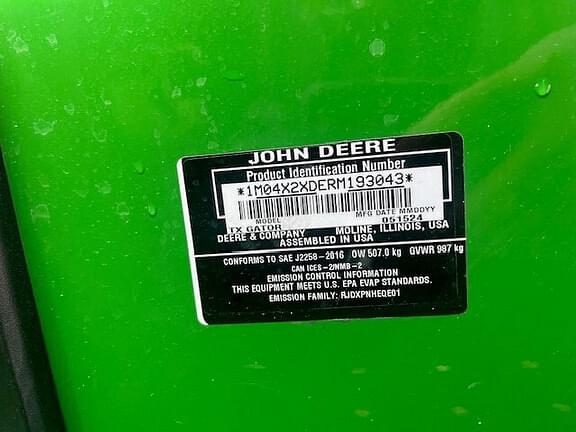 JOHN DEERE
Product Identification Number
*1M04X2XDERM193043*
MODEL MFG DATE MMDDYY
TX GATOR 051524
DEERE & COMPANY MOLINE, ILLINOIS, USA
ASSEMBLED IN USA
CONFORMS TO SAE J2258-2016 OW 507.0 kg GVWR 987 kg
CAN ICES-2/NMB-2
EMISSION CONTROL INFORMATION
THIS EQUIPMENT MEETS U.S. EPA EVAP STANDARDS.
EMISSION FAMILY: RJDXPNHEQE01